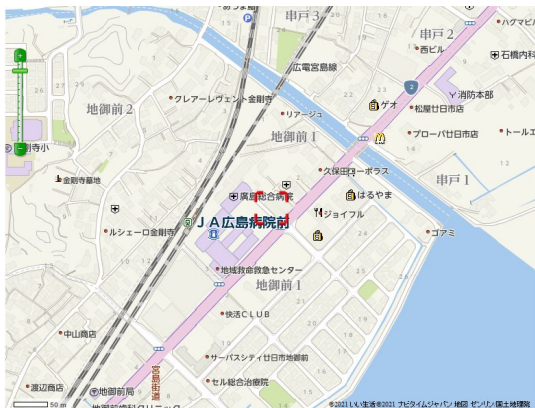 串戸3
串戸2
ハクマビル
西ビル
石橋内科
広電宮島線
2
消防本部
ゲオ
松屋廿日市店
クレアーレヴェント金剛寺
地御前2
リアージュ
地御前1
プローバ廿日市店
トールエ
久保田コーポラス
串戸1
金剛寺墓地
廣島総合病院
はるやま
JA広島病院前
ジョイフル
ルシェーロ金剛寺
ゴアミ
地域救命救急センター
地御前1
快活CLUB
中山商店
宮島街道
サーパスシティ廿日市地御前
渡辺商店
地御前局
セル総合治療院
50 m
©2021 いい生活©2021 ナビタイムジャパン 地図 ゼンリン 国土地理院